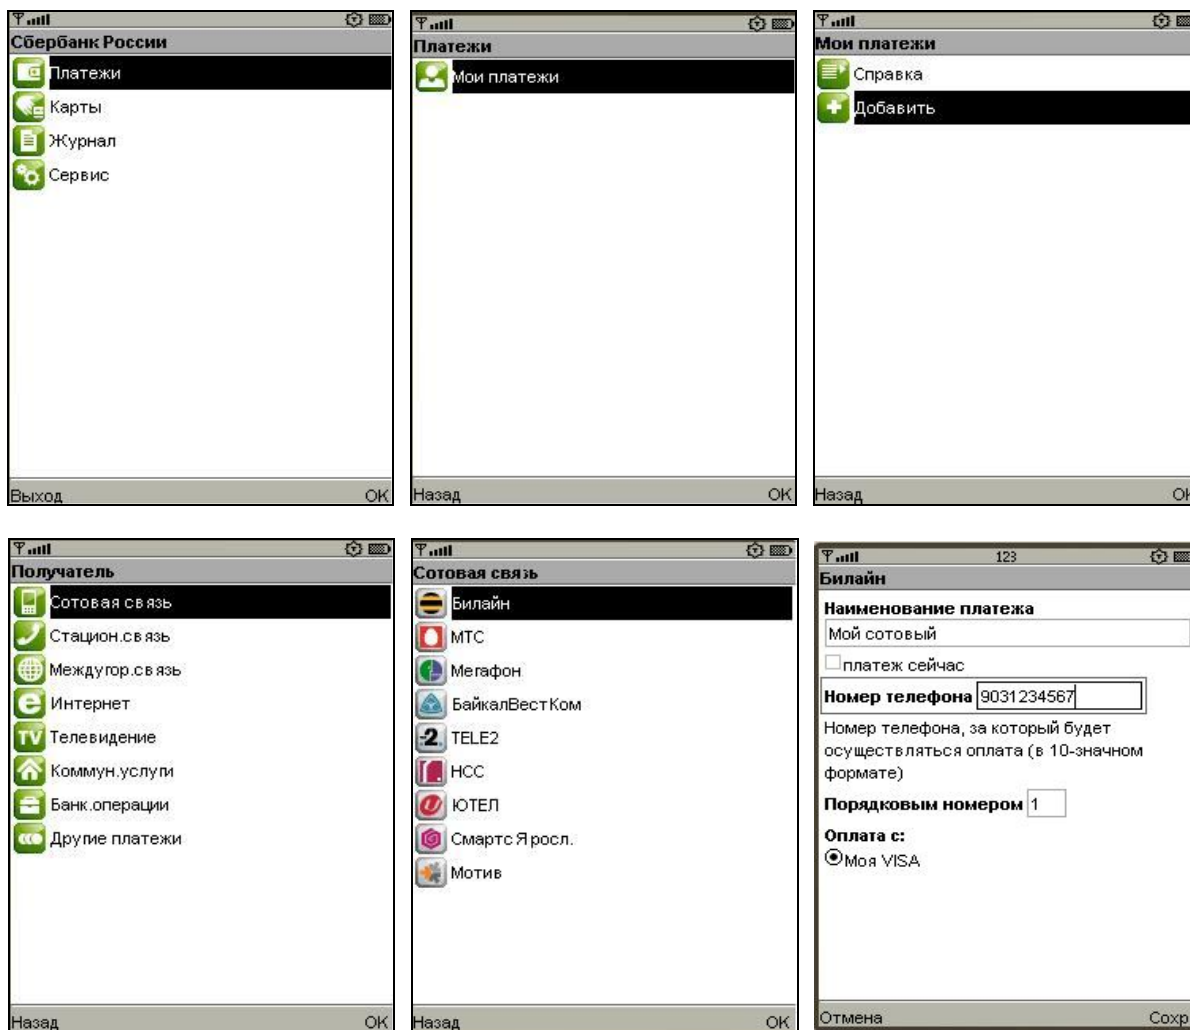 Сбербанк России
Платежи
Карты
Журнал
Сервис
Выход OK
Платежи
Мои платежи
Назад OK
Мои платежи
Справка
Добавить
Назад OK
Получатель
Сотовая связь
Стацион.связь
Междугор.связь
Интернет
TV Телевидение
Коммун.услуги
Банк.операции
Другие платежи
Назад OK
Сотовая связь
Билайн
МТС
Мегафон
БайкалВестКом
2 TELE2
НСС
ЮТЕЛ
Смартс Яросл.
Мотив
Назад OK
123
Билайн
Наименование платежа
Мой сотовый
платеж сейчас
Номер телефона 9031234567
Номер телефона, за который будет
осуществляться оплата (в 10-значном
формате)
Порядковым номером 1
Оплата с:
Моя VISA
Отмена Сохр